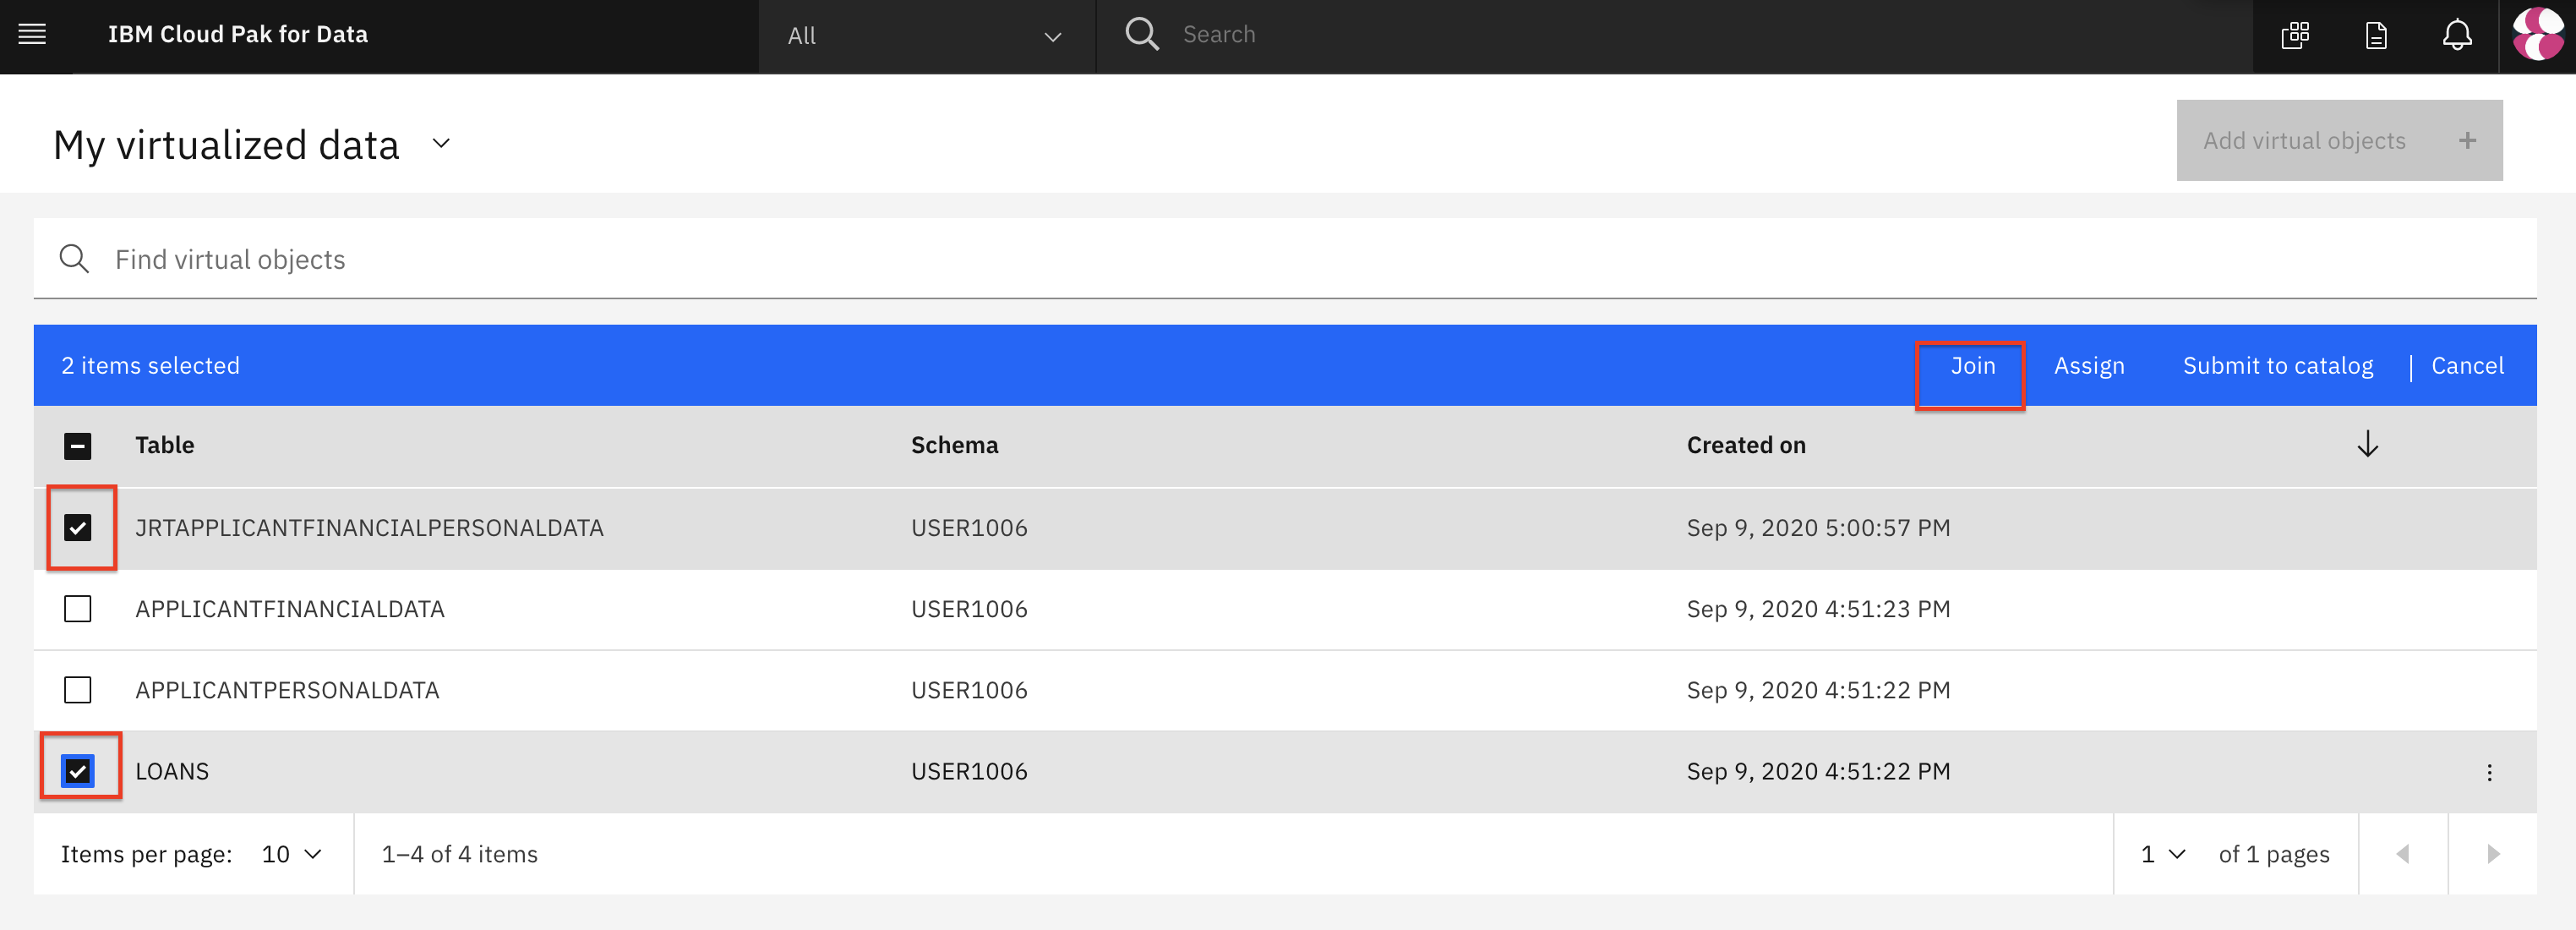 IBM Cloud Pak for Data All Search
My virtualized data Add virtual objects +
Find virtual objects
2 items selected Join Assign Submit to catalog | Cancel
Table Schema Created on
JRTAPPLICANTFINANCIALPERSONALDATA USER1006 Sep 9, 2020 5:00:57 PM
APPLICANTFINANCIALDATA USER1006 Sep 9, 2020 4:51:23 PM
APPLICANTPERSONALDATA USER1006 Sep 9, 2020 4:51:22 PM
LOANS USER1006 Sep 9, 2020 4:51:22 PM
Items per page: 10 1–4 of 4 items 1 of 1 pages